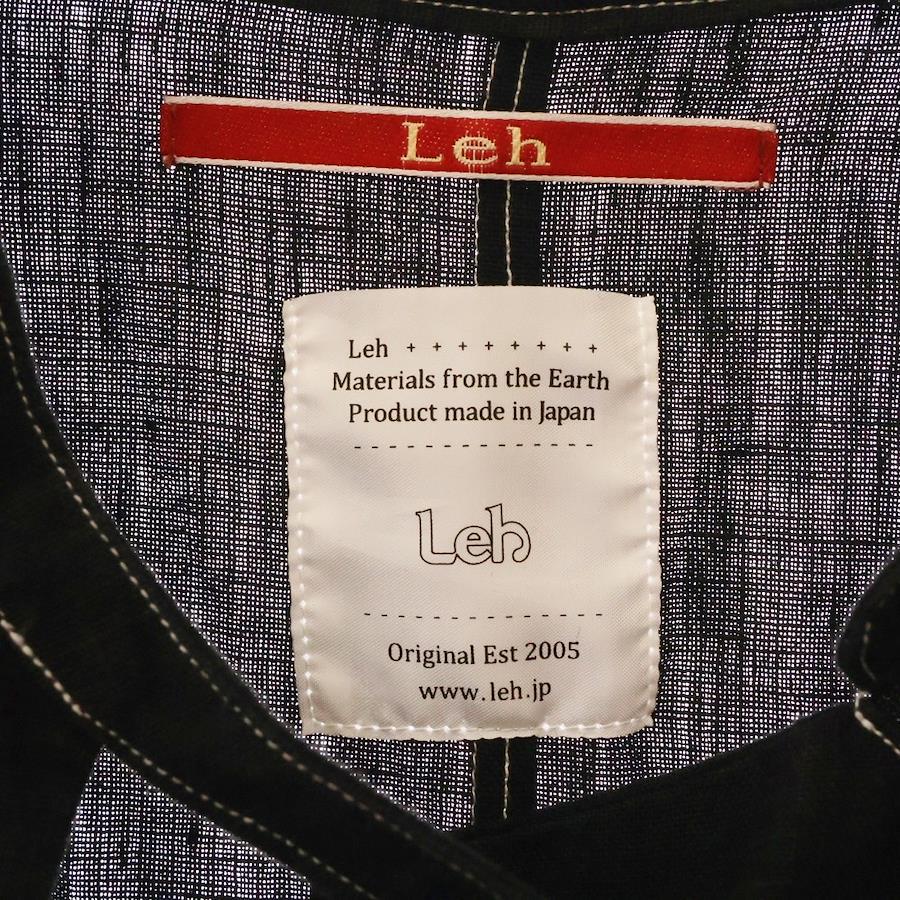 Leh
Leh + + + + + + + +
Materials from the Earth
Product made in Japan
Leh
Original Est 2005
www.leh.jp